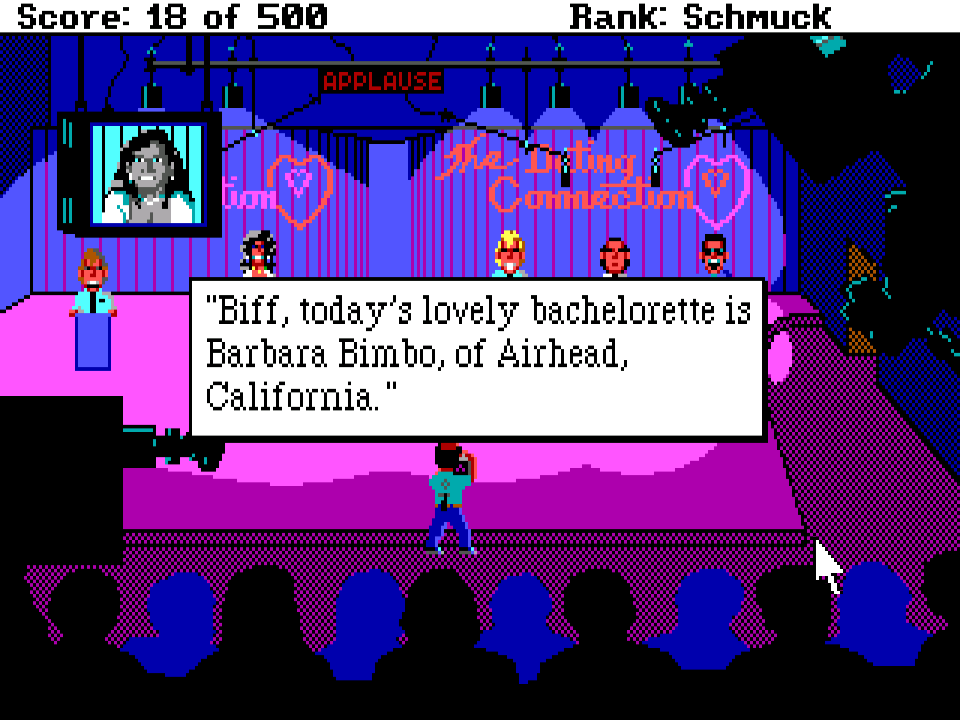 Score: 18 of 500 Rank: Schmuck
APPLAUSE
The Dating
Connection
tion
"Biff, today's lovely bachelorette is
Barbara Bimbo, of Airhead,
California."